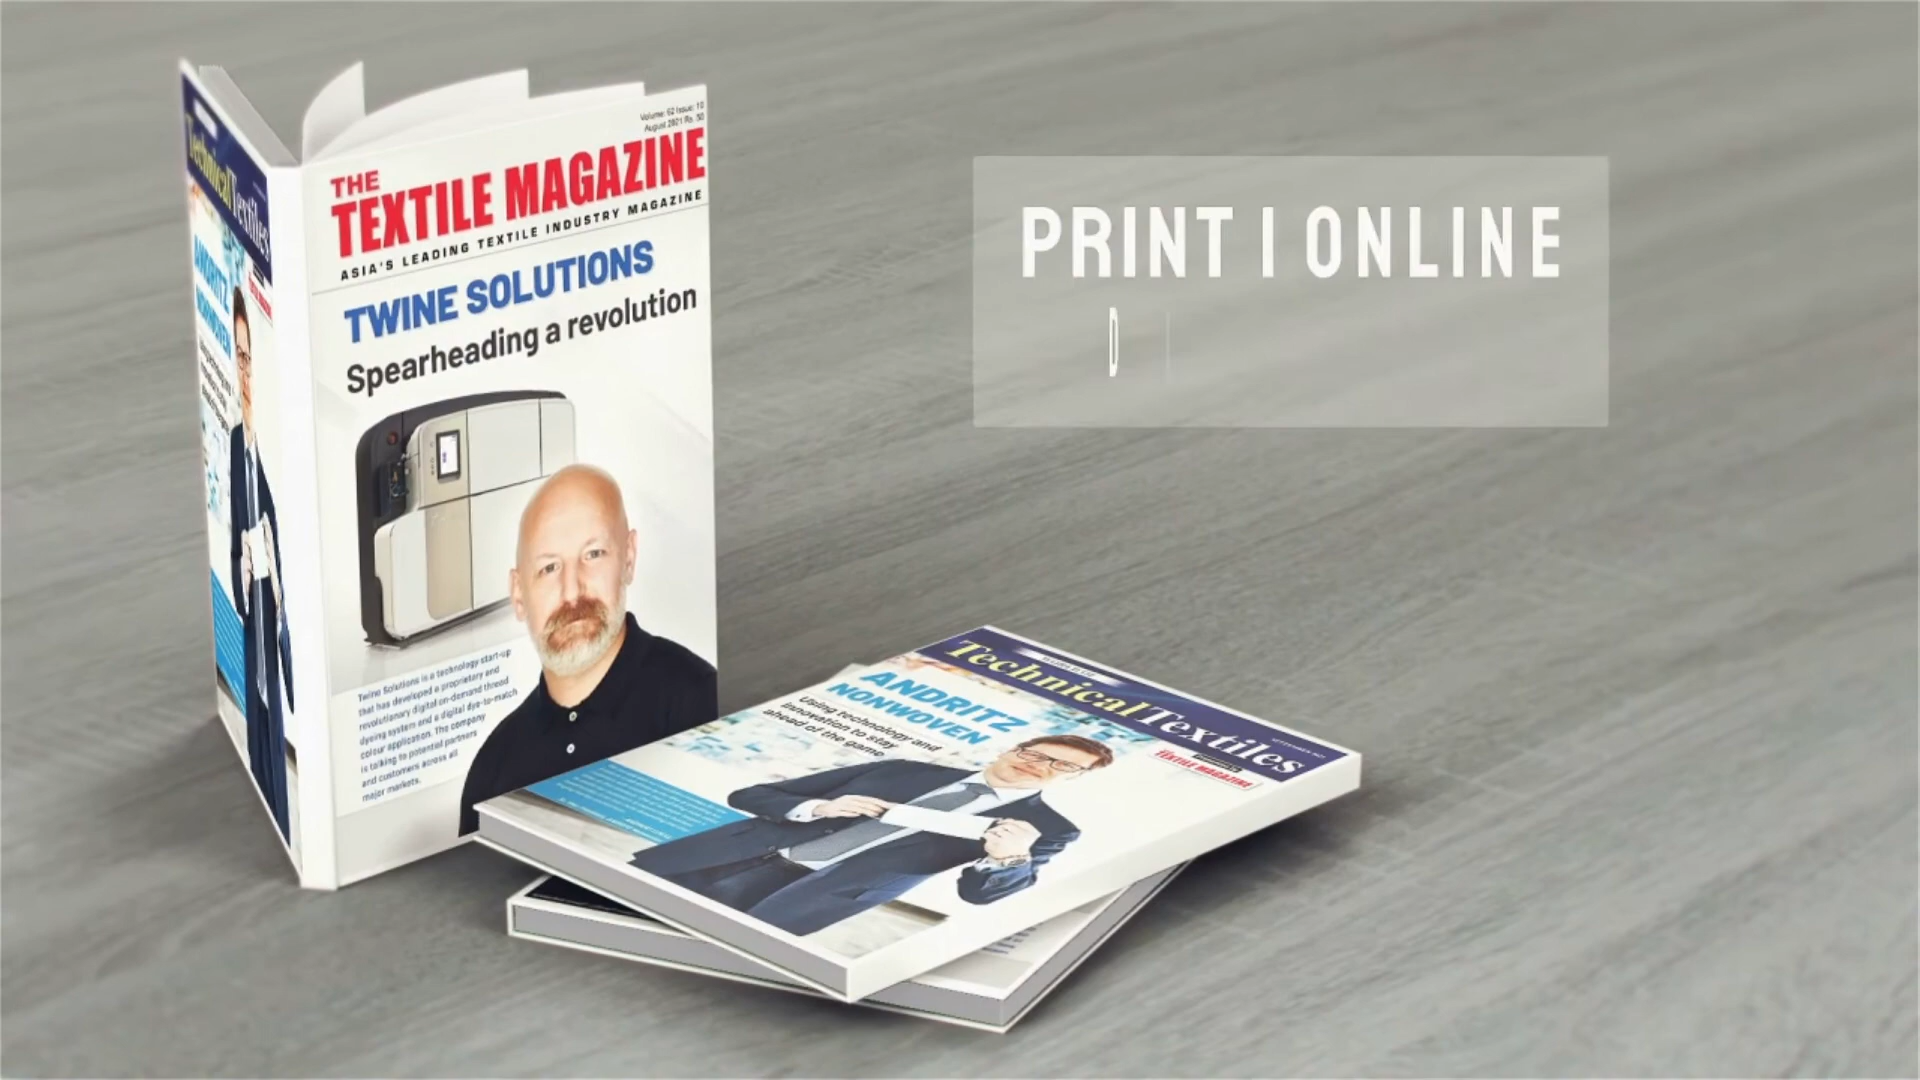 Volume: 62 Issue: 10
August 2021 Rs. 50
THE
TEXTILE MAGAZINE
ASIA'S LEADING TEXTILE INDUSTRY MAGAZINE
TWINE SOLUTIONS
Spearheading a revolution
Twine Solutions is a technology start-up
that has developed a proprietary and
revolutionary digital on-demand thread
dyeing system and a digital dye-to-match
colour application. The company
is talking to potential partners
and customers across all
major markets.
Technical Textiles
ANDRITZ
NONWOVEN
PRINT | ONLINE
D
Technical Textiles
TEXTILE MAGAZINE
ANDRITZ
NONWOVEN
Using technology and
innovation to stay
ahead of the game